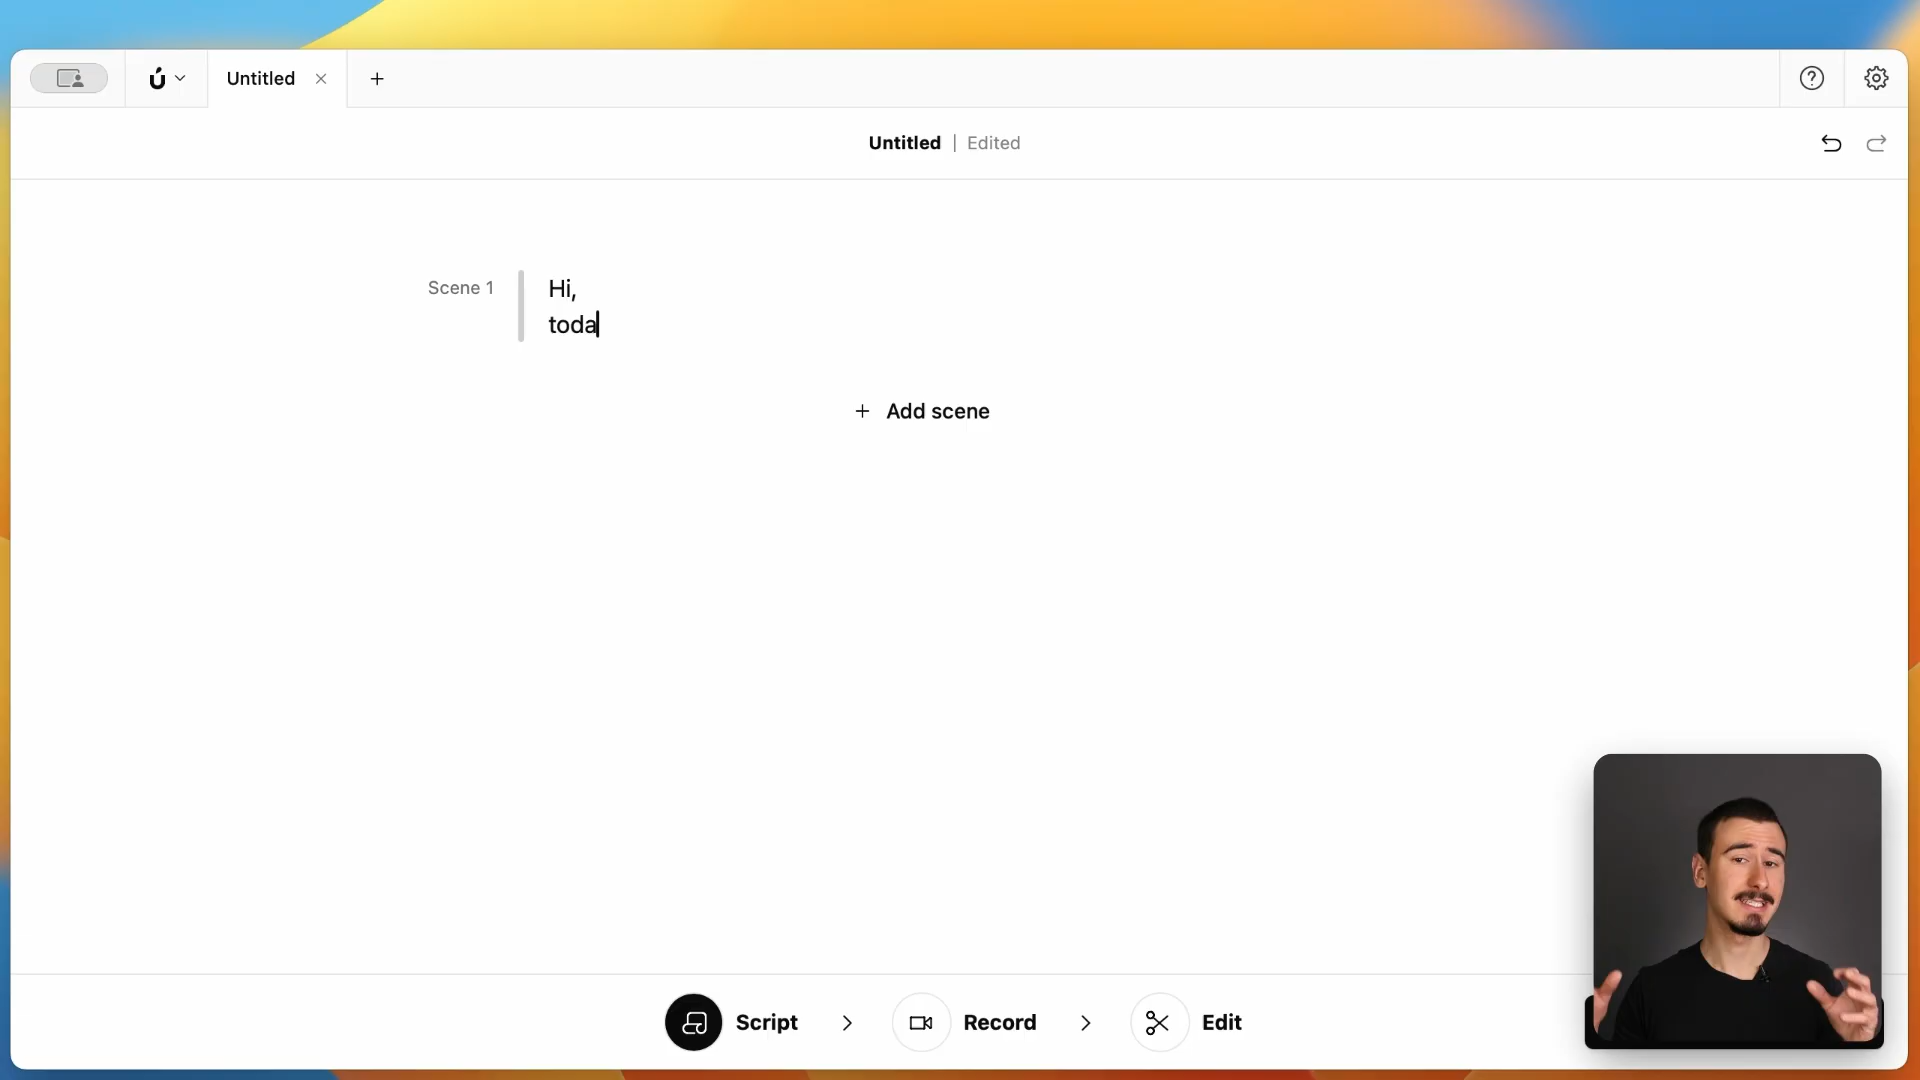 Untitled
Untitled | Edited
Scene 1
Hi,
toda
+ Add scene
Script > Record > Edit